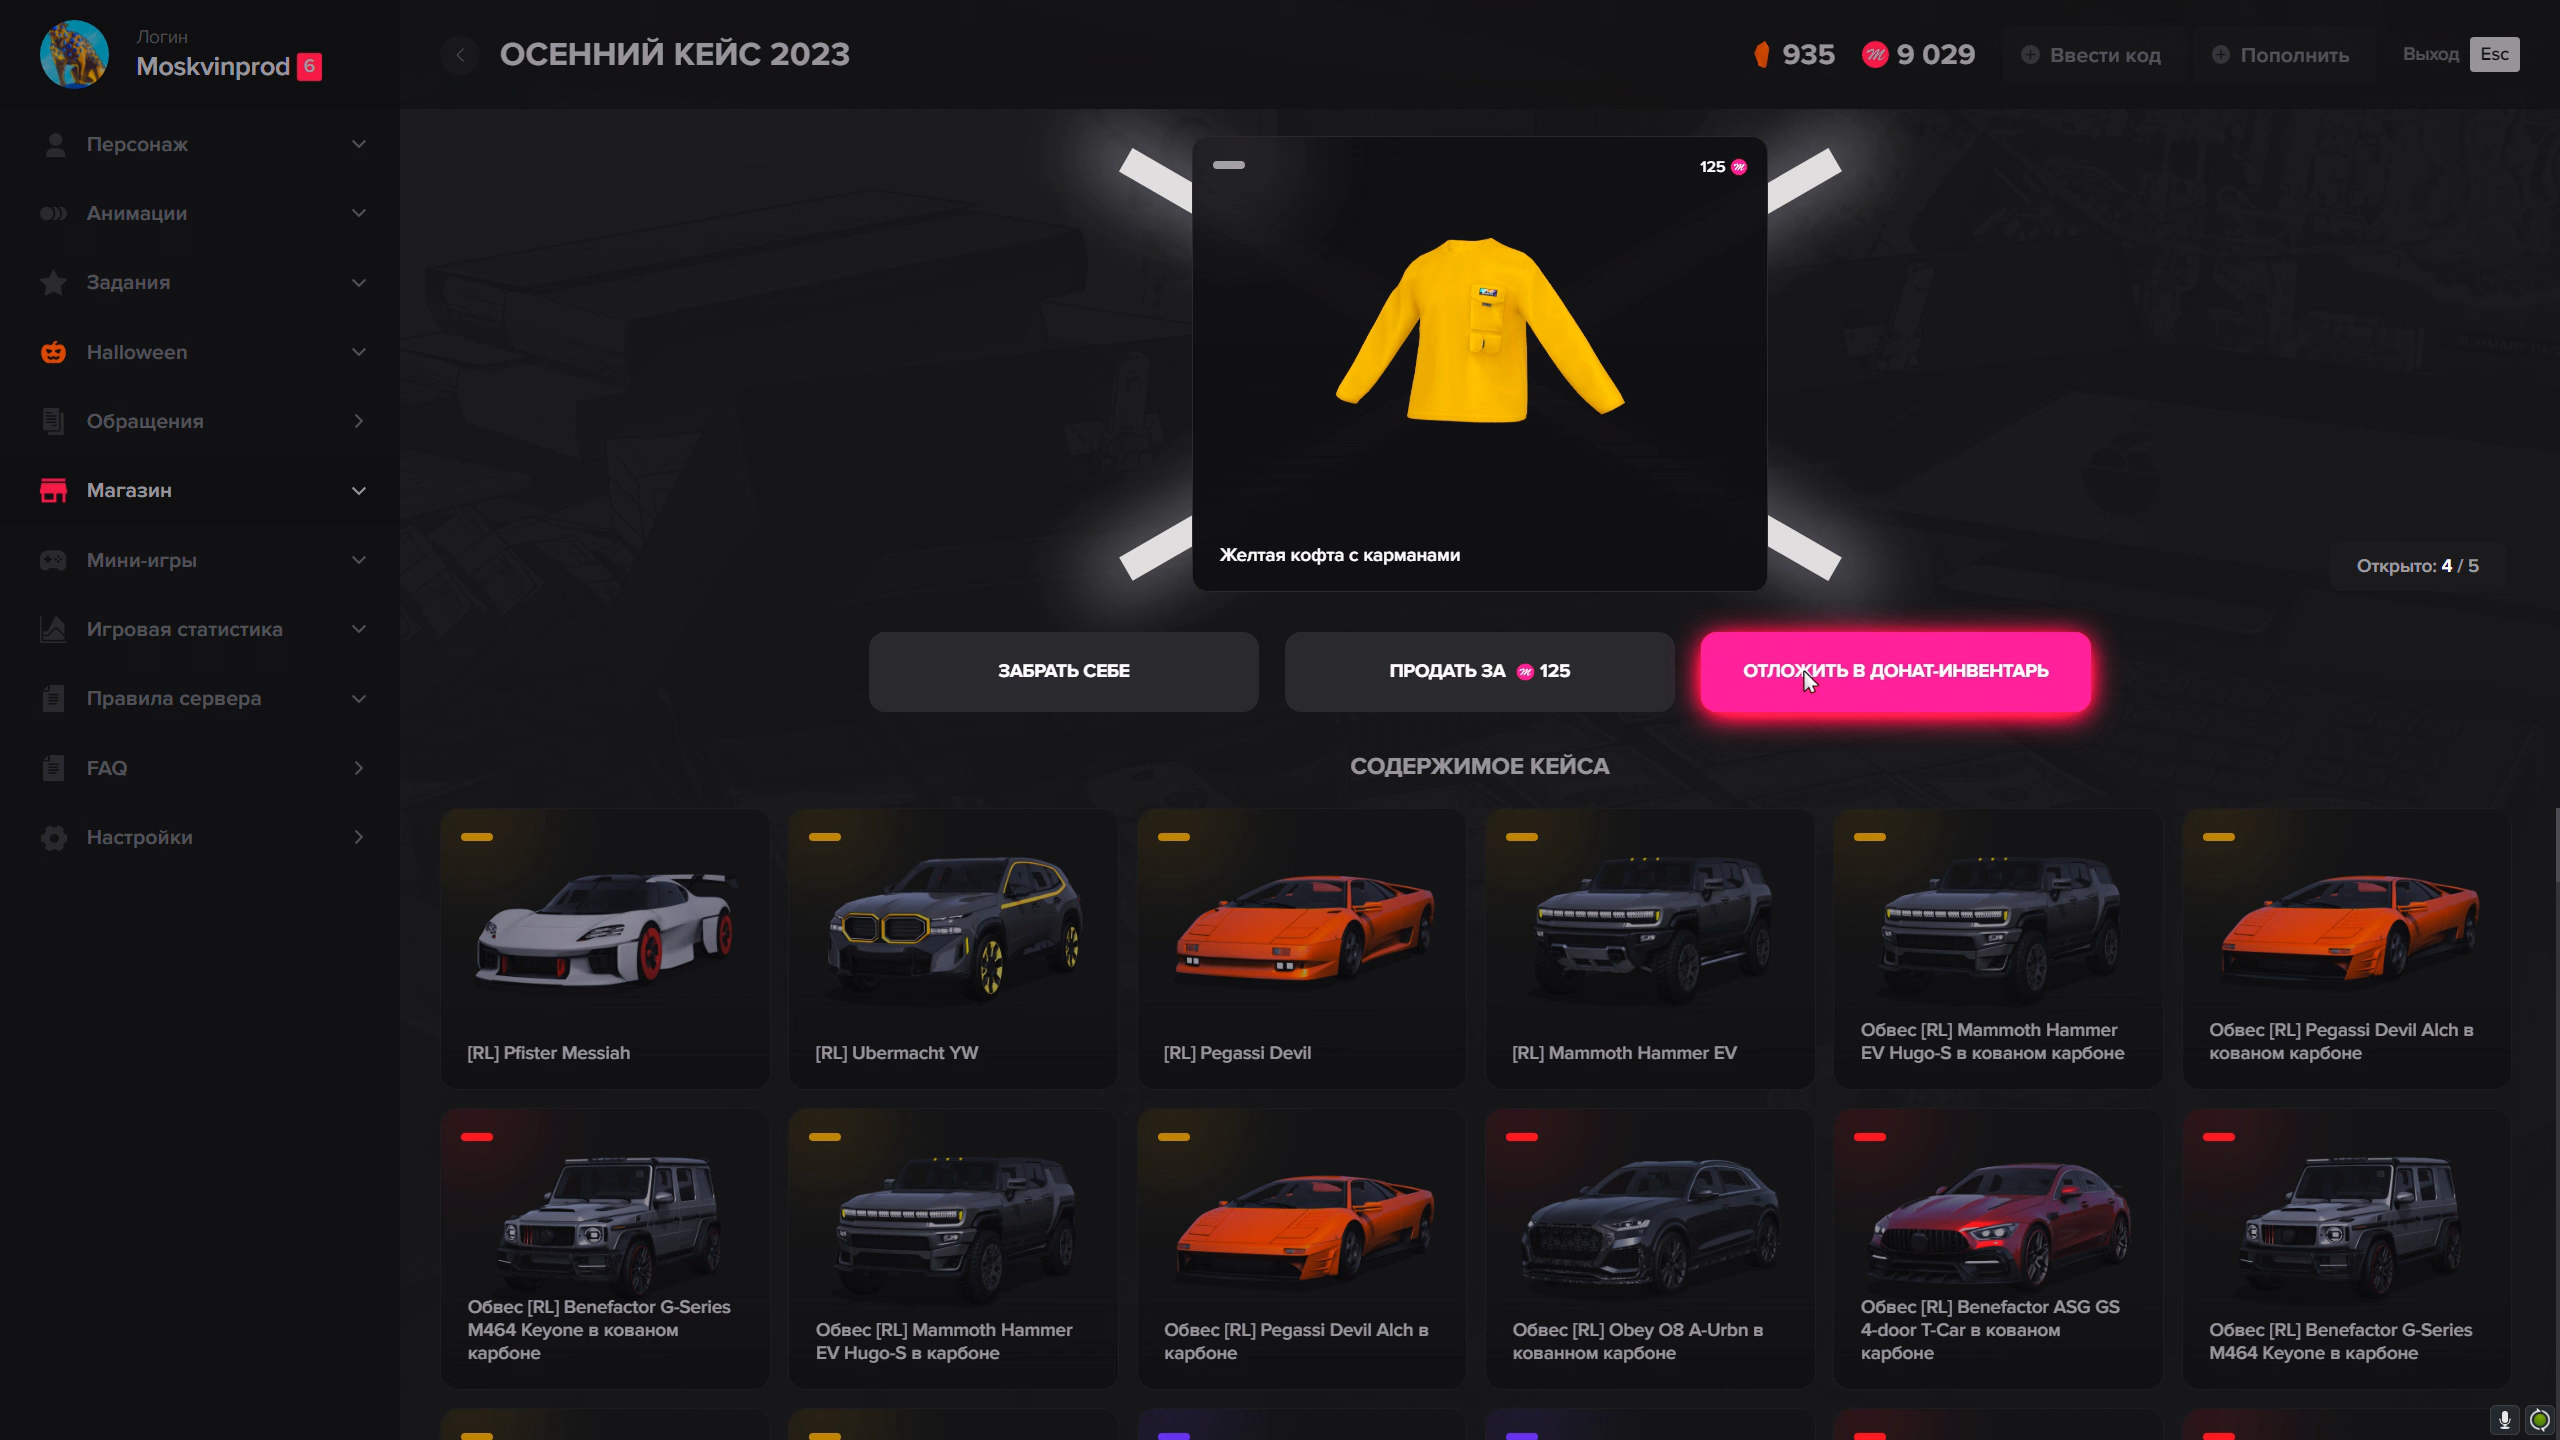 Логин
Moskvinprod 6
ОСЕННИЙ КЕЙС 2023
935
9 029
Ввести код
Пополнить
Выход
Esc
Персонаж
Анимации
Задания
Halloween
Обращения
Магазин
Мини-игры
Игровая статистика
Правила сервера
FAQ
Настройки
125
Желтая кофта с карманами
Открыто: 4 / 5
ЗАБРАТЬ СЕБЕ
ПРОДАТЬ ЗА 125
ОТЛОЖИТЬ В ДОНАТ-ИНВЕНТАРЬ
СОДЕРЖИМОЕ КЕЙСА
[RL] Pfister Messiah
[RL] Ubermacht YW
[RL] Pegassi Devil
[RL] Mammoth Hammer EV
Обвес [RL] Mammoth Hammer
EV Hugo-S в кованом карбоне
Обвес [RL] Pegassi Devil Alch в
кованом карбоне
Обвес [RL] Benefactor G-Series
M464 Keyone в кованом
карбоне
Обвес [RL] Mammoth Hammer
EV Hugo-S в карбоне
Обвес [RL] Pegassi Devil Alch в
карбоне
Обвес [RL] Obey O8 A-Urbn в
кованном карбоне
Обвес [RL] Benefactor ASG GS
4-door T-Car в кованом
карбоне
Обвес [RL] Benefactor G-Series
M464 Keyone в карбоне